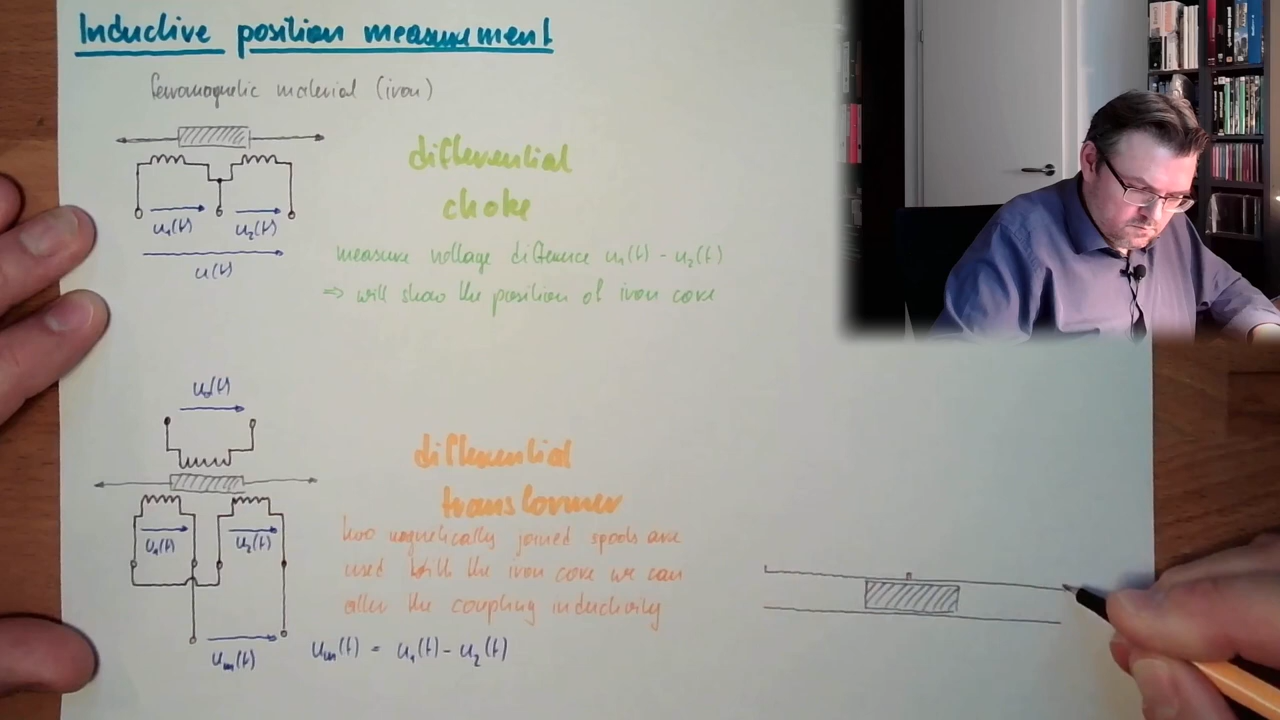 Inductive position measurement
ferromagnetic material (iron)
differential
choke
u₁(t) u₂(t)
u(t)
measure voltage difference u₁(t) - u₂(t)
⇒ will show the position of iron core
u₀(t)
differential
transformer
u₁(t) u₂(t)
two magnetically joined spools are
used With the iron core we can
alter the coupling inductivity
uₘ(t) uₘ(t) = u₁(t) - u₂(t)